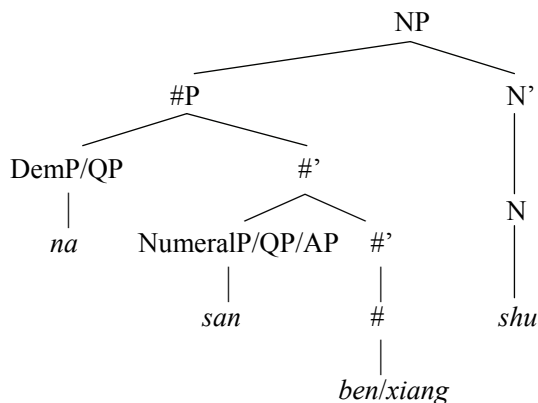 NP
#P N’
DemP/QP #’
N
na NumeralP/QP/AP #’
san # shu
ben/xiang